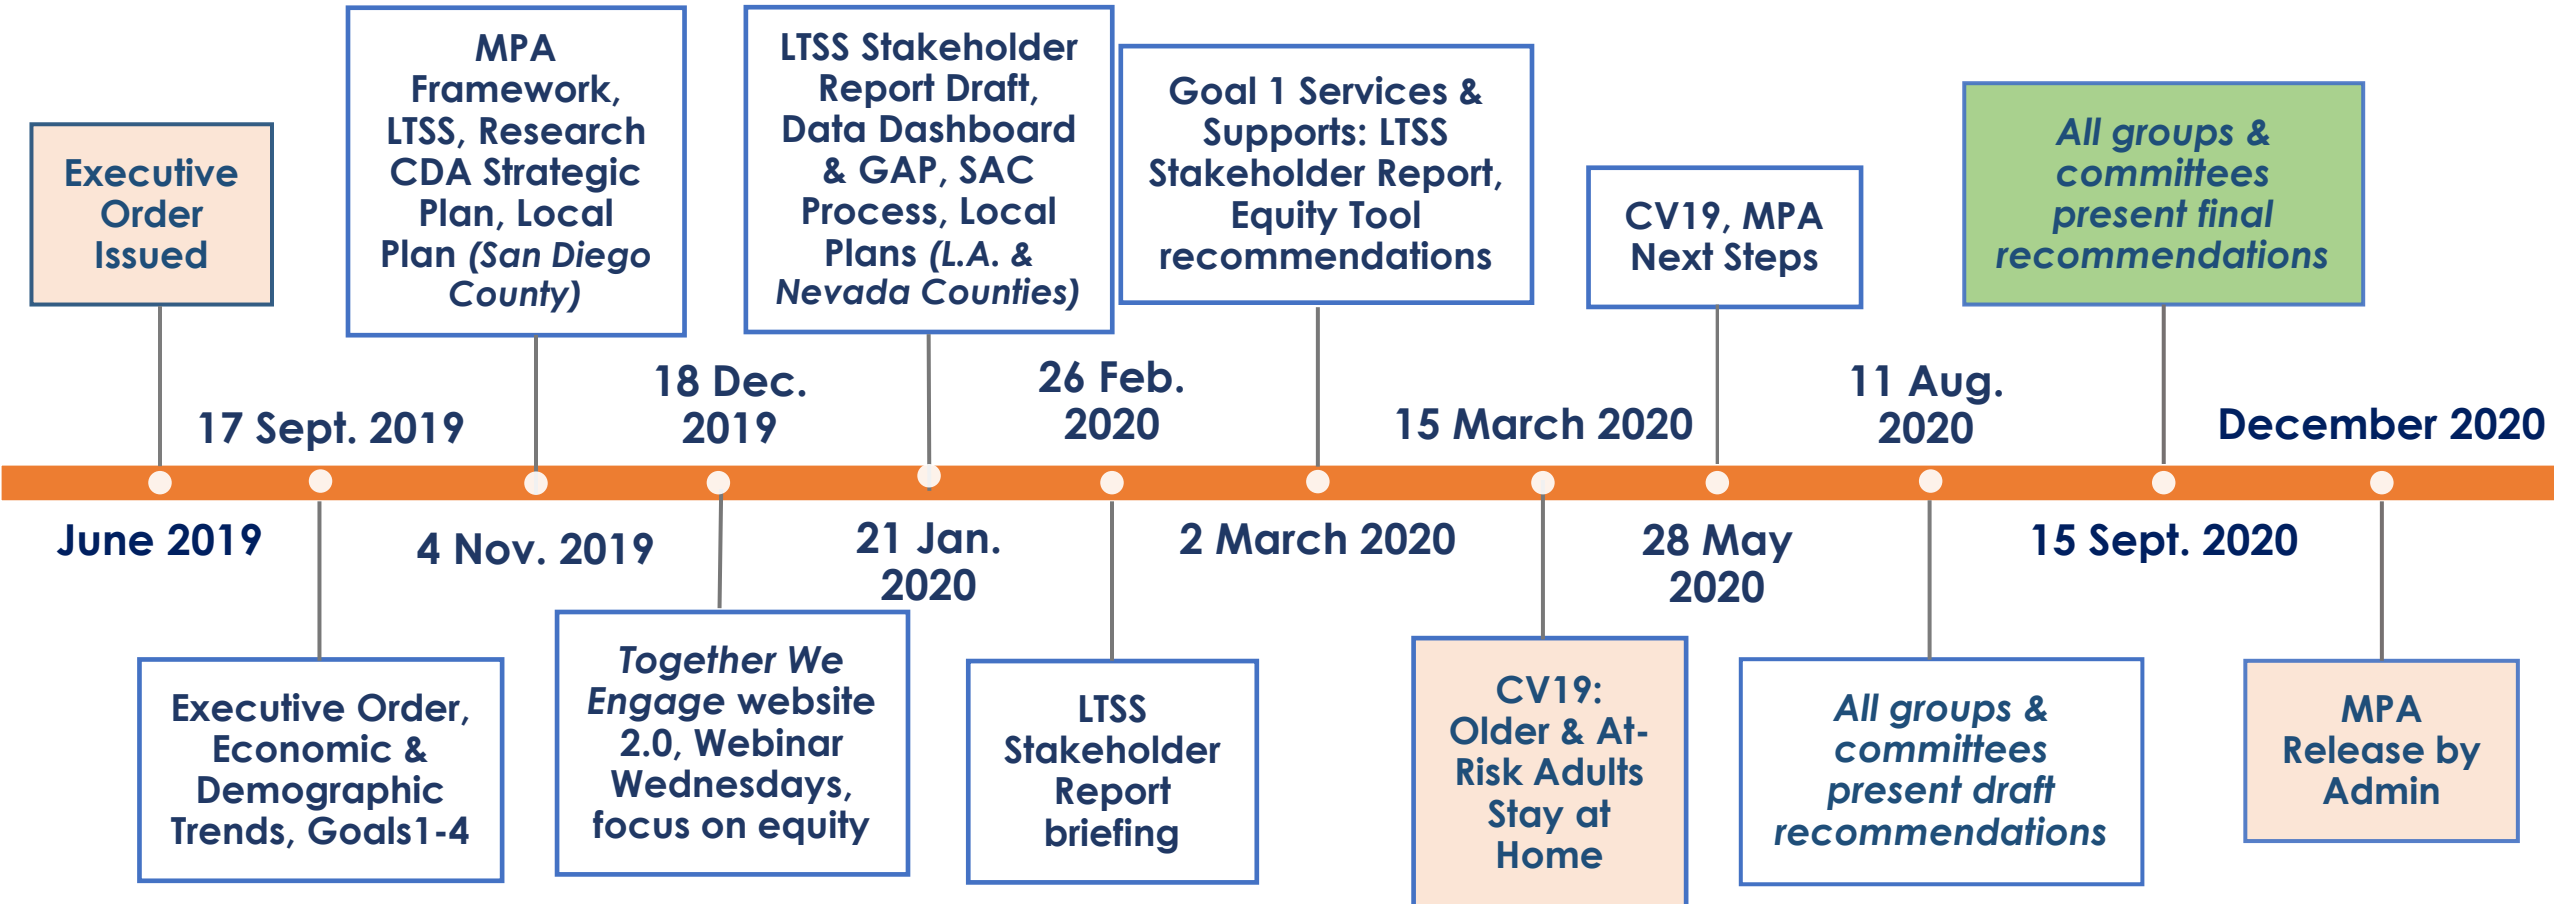 Executive
Order
Issued
June 2019
17 Sept. 2019
Executive Order,
Economic &
Demographic
Trends, Goals1-4
MPA
Framework,
LTSS, Research
CDA Strategic
Plan, Local
Plan (San Diego
County)
4 Nov. 2019
18 Dec.
2019
Together We
Engage website
2.0, Webinar
Wednesdays,
focus on equity
LTSS Stakeholder
Report Draft,
Data Dashboard
& GAP, SAC
Process, Local
Plans (L.A. &
Nevada Counties)
21 Jan.
2020
26 Feb.
2020
LTSS
Stakeholder
Report
briefing
Goal 1 Services &
Supports: LTSS
Stakeholder Report,
Equity Tool
recommendations
2 March 2020
15 March 2020
CV19:
Older & At-
Risk Adults
Stay at
Home
CV19, MPA
Next Steps
28 May
2020
11 Aug.
2020
All groups &
committees
present draft
recommendations
All groups &
committees
present final
recommendations
15 Sept. 2020
December 2020
MPA
Release by
Admin